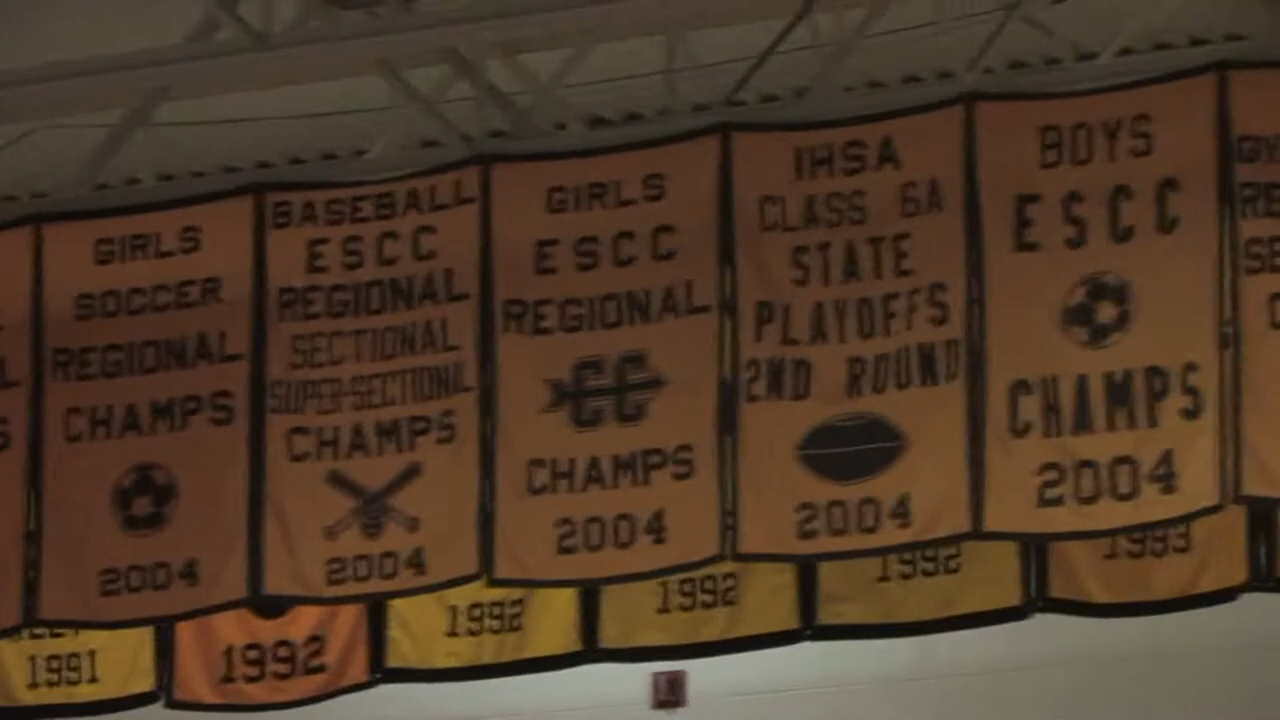 GIRLS
SOCCER
REGIONAL
CHAMPS
2004
BASEBALL
ESCC
REGIONAL
SECTIONAL
SUPER-SECTIONAL
CHAMPS
2004
GIRLS
ESCC
REGIONAL
CC
CHAMPS
2004
IHSA
CLASS 6A
STATE
PLAYOFFS
2ND ROUND
2004
BOYS
ESCC
CHAMPS
2004
1991
1992
1992
1992
1992
1993